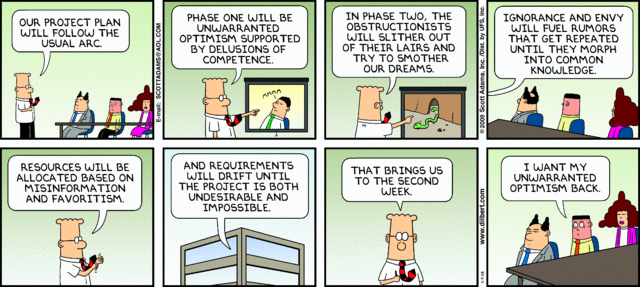 OUR PROJECT PLAN
WILL FOLLOW THE
USUAL ARC.
E-mail: SCOTTADAMS@AOL.COM
PHASE ONE WILL BE
UNWARRANTED
OPTIMISM SUPPORTED
BY DELUSIONS OF
COMPETENCE.
IN PHASE TWO, THE
OBSTRUCTIONISTS
WILL SLITHER OUT
OF THEIR LAIRS AND
TRY TO SMOTHER
OUR DREAMS.
© 2008 Scott Adams, Inc./Dist. by UFS, Inc.
IGNORANCE AND ENVY
WILL FUEL RUMORS
THAT GET REPEATED
UNTIL THEY MORPH
INTO COMMON
KNOWLEDGE.
RESOURCES WILL BE
ALLOCATED BASED ON
MISINFORMATION
AND FAVORITISM.
AND REQUIREMENTS
WILL DRIFT UNTIL
THE PROJECT IS BOTH
UNDESIRABLE AND
IMPOSSIBLE.
THAT BRINGS US
TO THE SECOND
WEEK.
www.dilbert.com
I WANT MY
UNWARRANTED
OPTIMISM BACK.